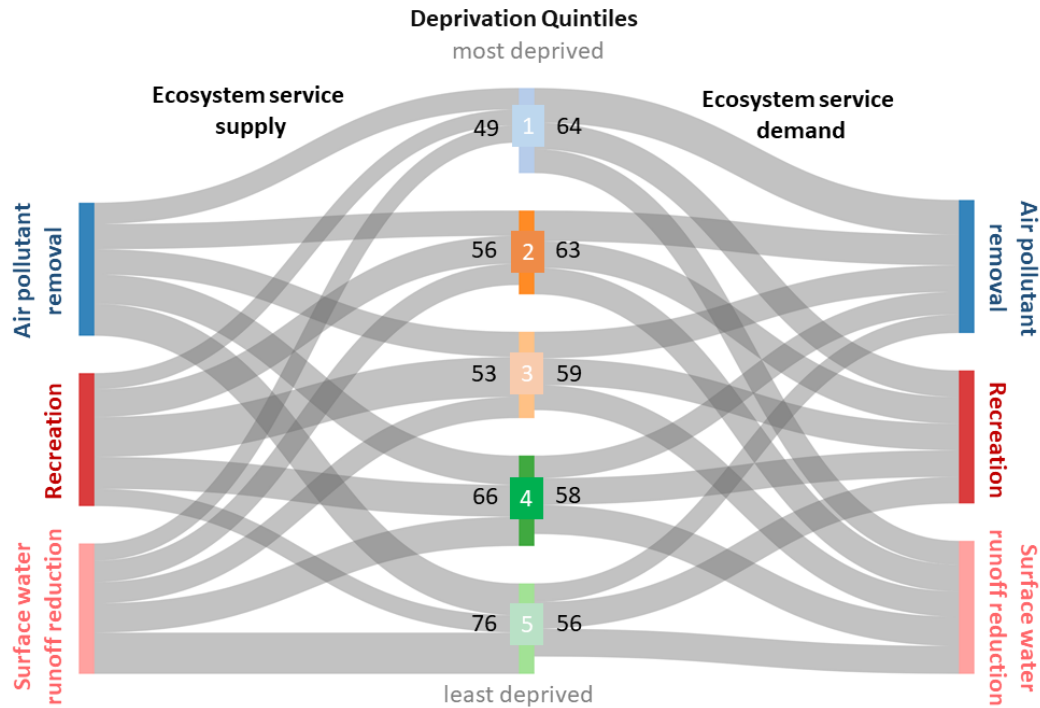 Deprivation Quintiles
most deprived
Ecosystem service
supply
Ecosystem service
demand
49 1 64
56 2 63
53 3 59
66 4 58
76 5 56
least deprived
Air pollutant
removal
Recreation
Surface water
runoff reduction
Air pollutant
removal
Recreation
Surface water
runoff reduction